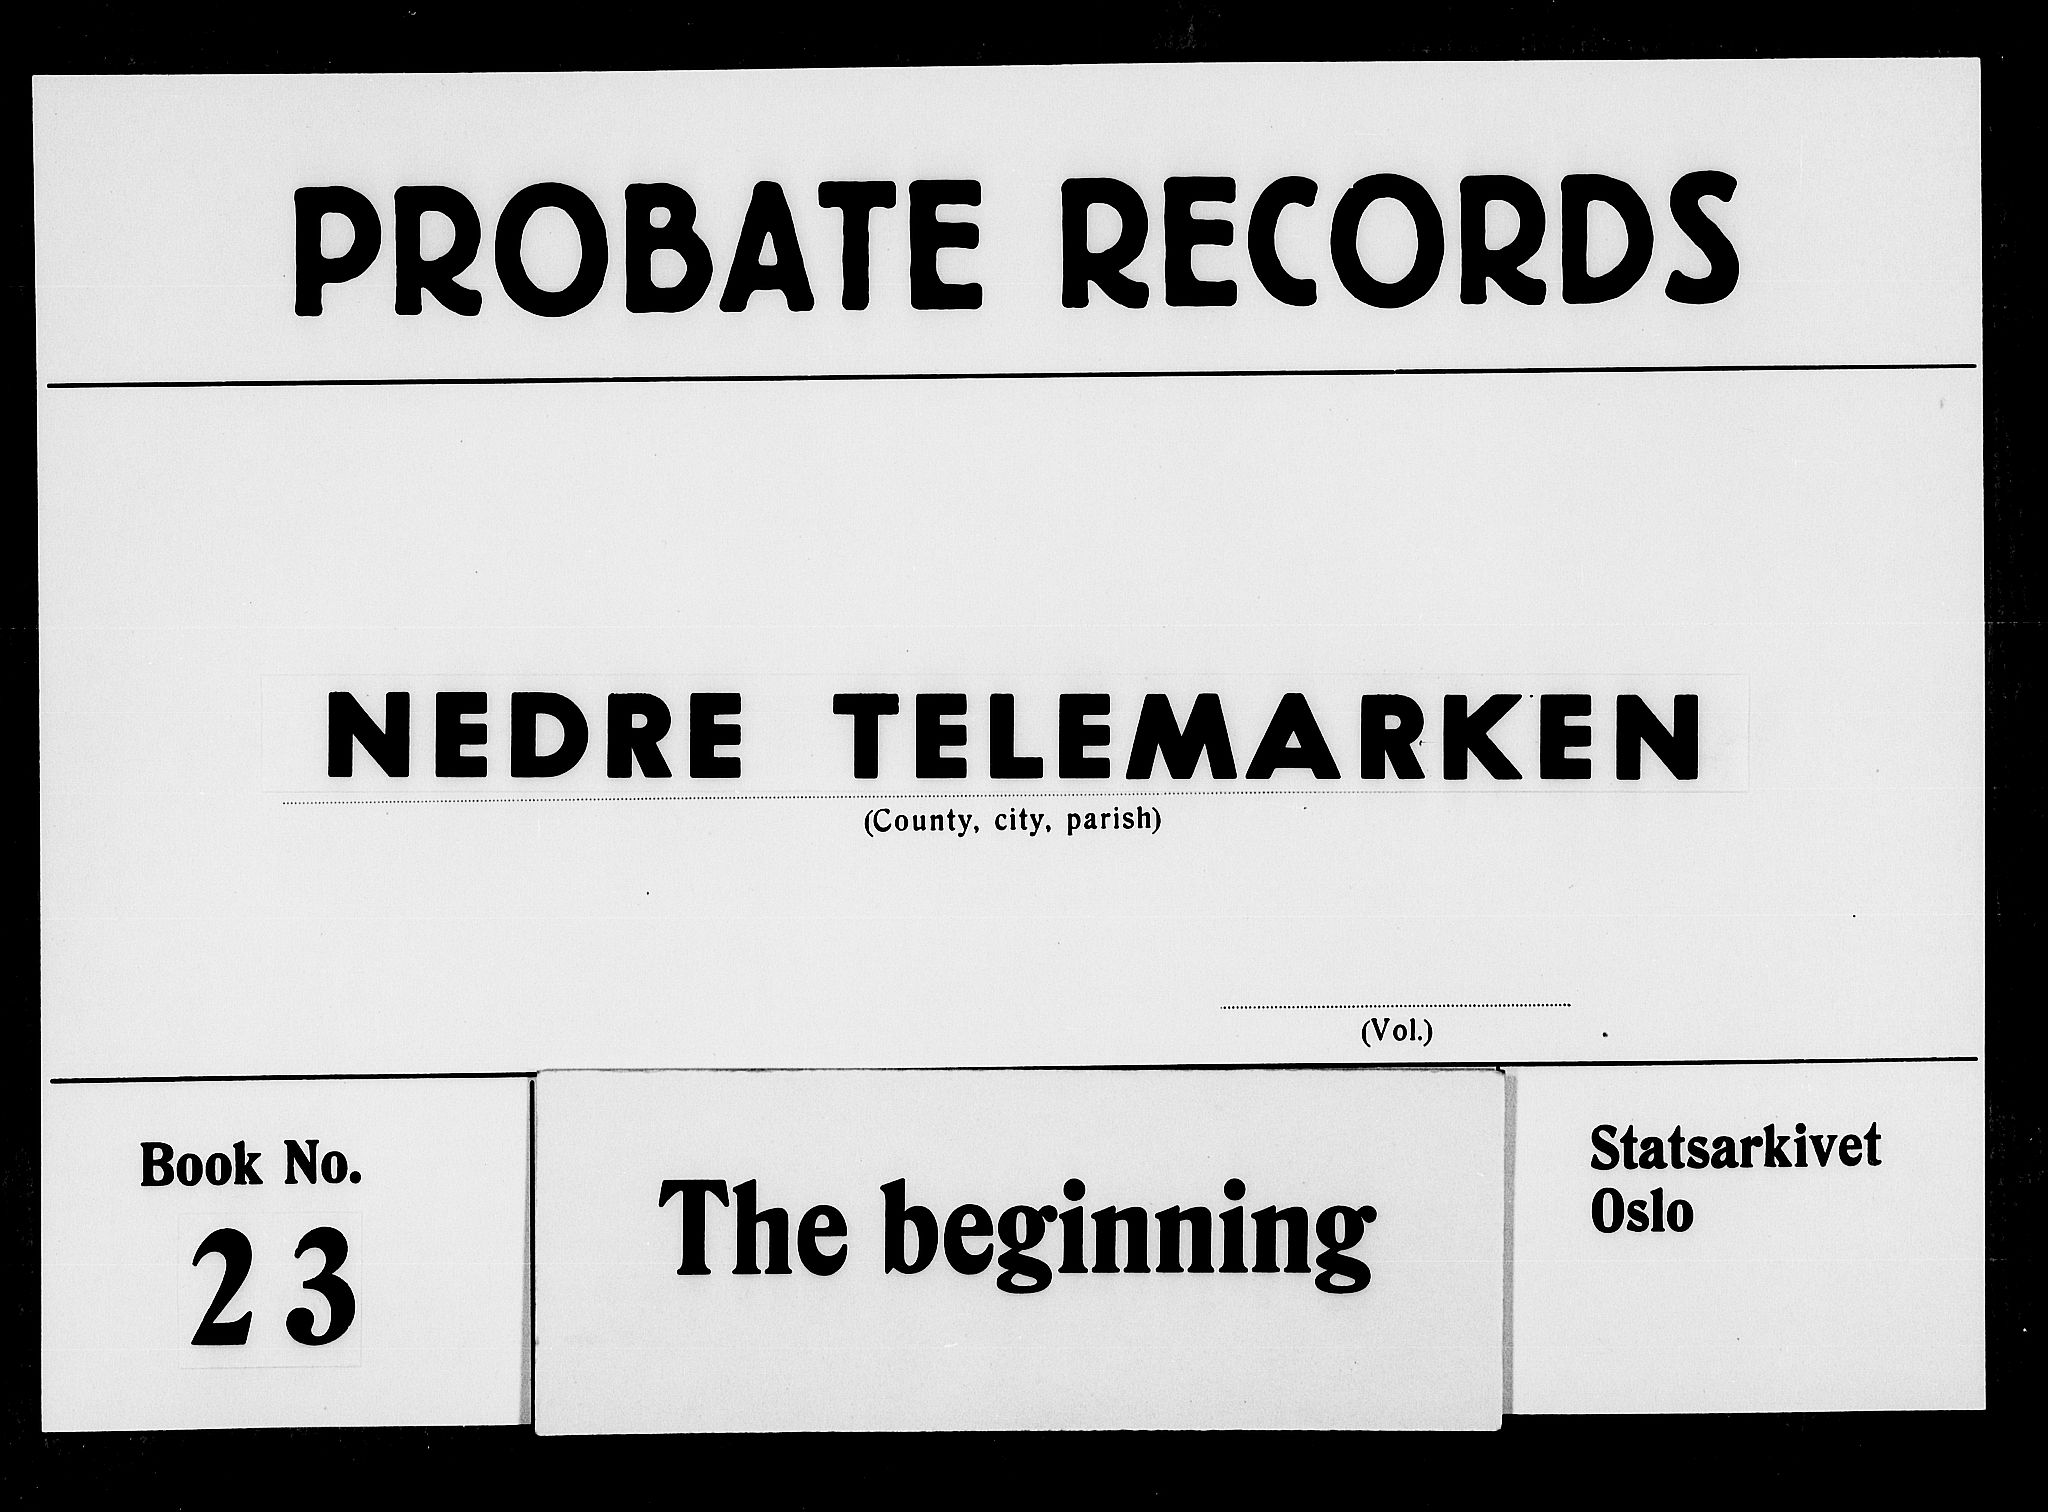 PROBATE RECORDS
NEDRE TELEMARKEN
(County, city, parish)
(Vol.)
Book No.
23
The beginning
Statsarkivet
Oslo